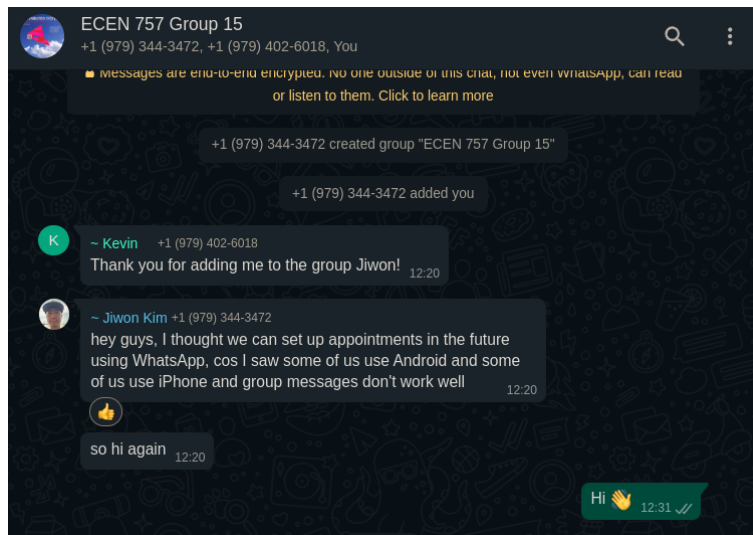 ECEN 757 Group 15
+1 (979) 344-3472, +1 (979) 402-6018, You
Messages are end-to-end encrypted. No one outside of this chat, not even WhatsApp, can read
or listen to them. Click to learn more
+1 (979) 344-3472 created group "ECEN 757 Group 15"
+1 (979) 344-3472 added you
K
~ Kevin +1 (979) 402-6018
Thank you for adding me to the group Jiwon! 12:20
~ Jiwon Kim +1 (979) 344-3472
hey guys, I thought we can set up appointments in the future
using WhatsApp, cos I saw some of us use Android and some
of us use iPhone and group messages don't work well 12:20
👍
so hi again 12:20
Hi 👋 12:31